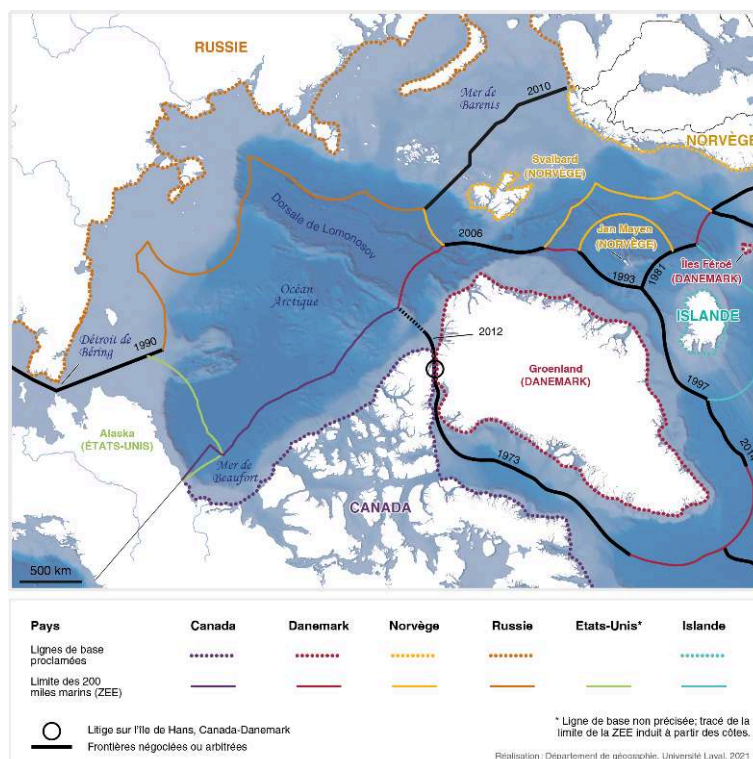 RUSSIE
Mer de
Barents
2010
NORVÈGE
Svalbard
(NORVÈGE)
Dorsale de Lomonosov
2006
Jan Mayen
(NORVÈGE)
1993
1981
Îles Féroé
(DANEMARK)
Océan
Arctique
ISLANDE
Détroit de
Béring
1990
2012
Groenland
(DANEMARK)
1997
Alaska
(ÉTATS-UNIS)
Mer de
Beaufort
1973
CANADA
500 km
Pays
Canada
Danemark
Norvège
Russie
Etats-Unis*
Islande
Lignes de base
proclamées
Limite des 200
miles marins (ZEE)
Litige sur l'île de Hans, Canada-Danemark
Frontières négociées ou arbitrées
* Ligne de base non précisée; tracé de la
limite de la ZEE induit à partir des côtes.
Réalisation: Département de géographie, Université Laval, 2021